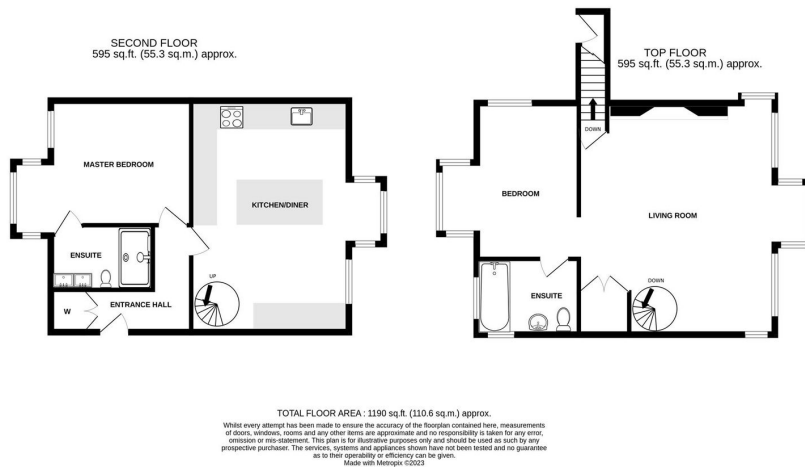 SECOND FLOOR
595 sq.ft. (55.3 sq.m.) approx.
MASTER BEDROOM
KITCHEN/DINER
ENSUITE
UP
W
ENTRANCE HALL
TOP FLOOR
595 sq.ft. (55.3 sq.m.) approx.
DOWN
BEDROOM
LIVING ROOM
ENSUITE
DOWN
TOTAL FLOOR AREA : 1190 sq.ft. (110.6 sq.m.) approx.
Whilst every attempt has been made to ensure the accuracy of the floorplan contained here, measurements
of doors, windows, rooms and any other items are approximate and no responsibility is taken for any error,
omission or mis-statement. This plan is for illustrative purposes only and should be used as such by any
prospective purchaser. The services, systems and appliances shown have not been tested and no guarantee
as to their operability or efficiency can be given.
Made with Metropix ©2023